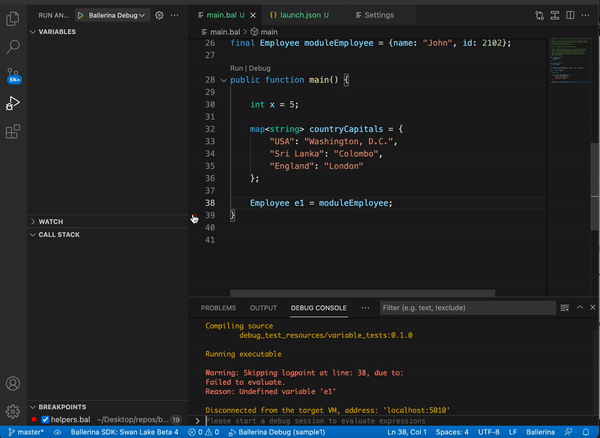 RUN AN...
Ballerina Debug
main.bal U
launch.json U
Settings
VARIABLES
main.bal > main
26 final Employee moduleEmployee = {name: "John", id: 2102};
27
Run | Debug
28 public function main() {
29
30 int x = 5;
31
32 map<string> countryCapitals = {
33 "USA": "Washington, D.C.",
34 "Sri Lanka": "Colombo",
35 "England": "London"
36 };
37
38 Employee e1 = moduleEmployee;
39 }
40
41
5K+
WATCH
CALL STACK
PROBLEMS OUTPUT DEBUG CONSOLE ... Filter (e.g. text, !exclude)
Compiling source
debug_test_resources/variable_tests:0.1.0
Running executable
Warning: Skipping logpoint at line: 38, due to:
Failed to evaluate.
Reason: Undefined variable 'e1'
Disconnected from the target VM, address: 'localhost:5010'
Please start a debug session to evaluate expressions
BREAKPOINTS
helpers.bal ~/Desktop/repos/b... 19
master* Ballerina SDK: Swan Lake Beta 4 0 0 Ballerina Debug (sample1) Ln 38, Col 1 Spaces: 4 UTF-8 LF Ballerina